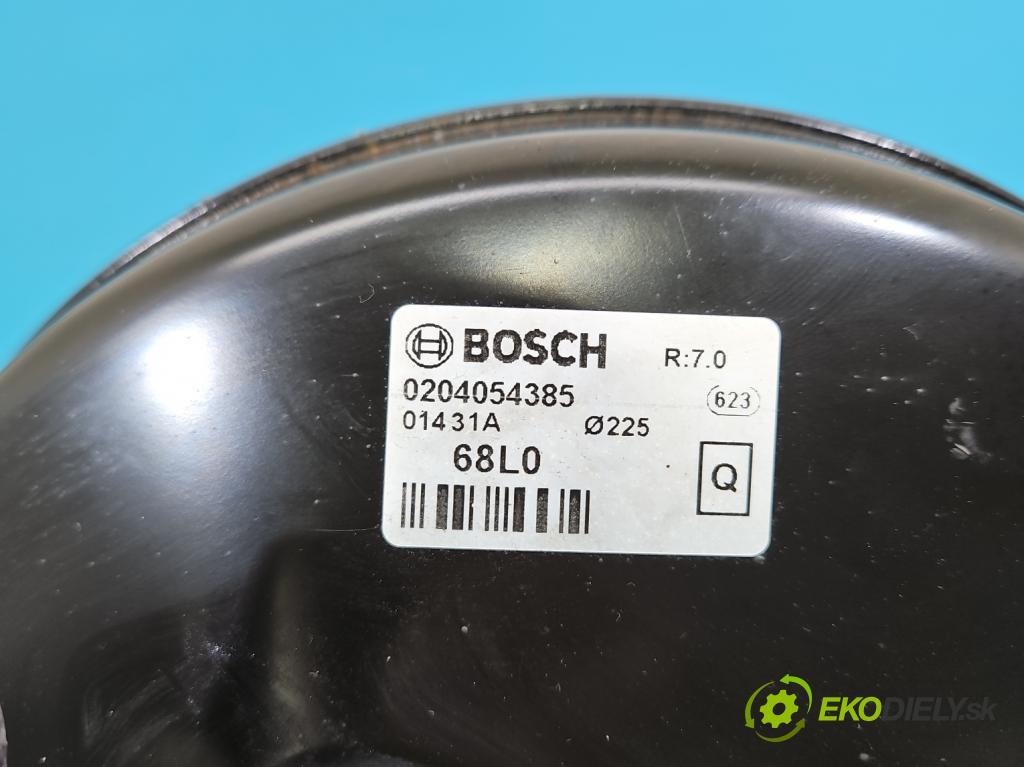 BOSCH R:7.0
0204054385 623
01431A Ø225
68L0
Q
EKODIELY.sk